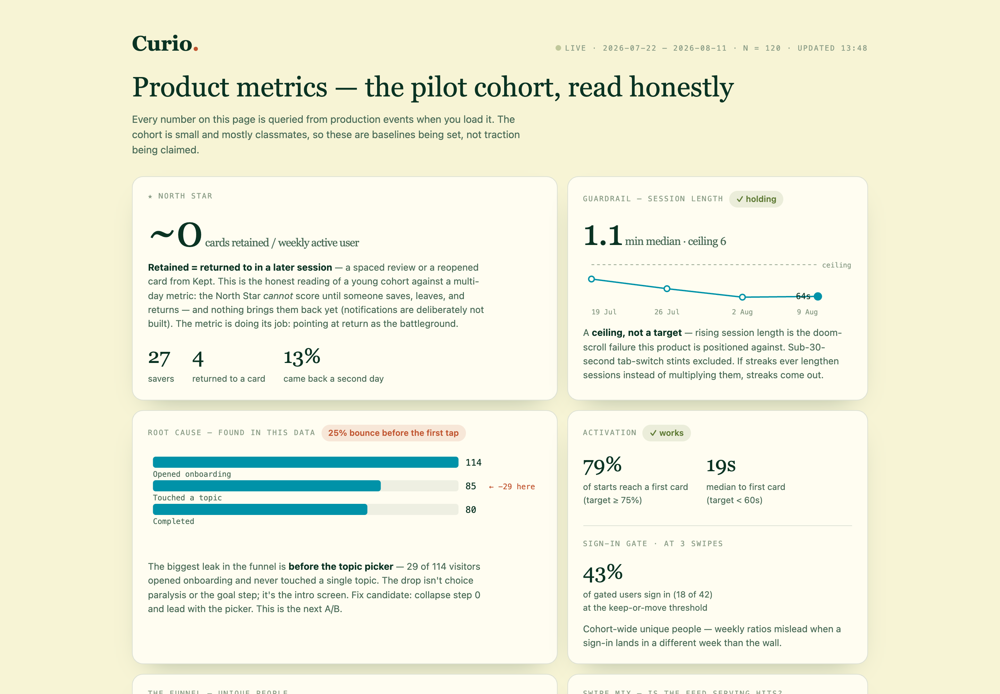 Curio.
LIVE · 2026-07-22 — 2026-08-11 · N = 120 · UPDATED 13:48
Product metrics — the pilot cohort, read honestly
Every number on this page is queried from production events when you load it. The
cohort is small and mostly classmates, so these are baselines being set, not traction
being claimed.
★ NORTH STAR
~0 cards retained / weekly active user
Retained = returned to in a later session — a spaced review or a reopened
card from Kept. This is the honest reading of a young cohort against a multi-
day metric: the North Star cannot score until someone saves, leaves, and
returns — and nothing brings them back yet (notifications are deliberately not
built). The metric is doing its job: pointing at return as the battleground.
27 4 13%
savers returned to a card came back a second day
GUARDRAIL — SESSION LENGTH ✓ holding
1.1 min median · ceiling 6
ceiling
64s
19 Jul 26 Jul 2 Aug 9 Aug
A ceiling, not a target — rising session length is the doom-
scroll failure this product is positioned against. Sub-30-
second tab-switch stints excluded. If streaks ever lengthen
sessions instead of multiplying them, streaks come out.
ROOT CAUSE — FOUND IN THIS DATA 25% bounce before the first tap
114
Opened onboarding
85 ← −29 here
Touched a topic
80
Completed
The biggest leak in the funnel is before the topic picker — 29 of 114 visitors
opened onboarding and never touched a single topic. The drop isn't choice
paralysis or the goal step; it's the intro screen. Fix candidate: collapse step 0
and lead with the picker. This is the next A/B.
ACTIVATION ✓ works
79% 19s
of starts reach a first card median to first card
(target ≥ 75%) (target < 60s)
SIGN-IN GATE · AT 3 SWIPES
43%
of gated users sign in (18 of 42)
at the keep-or-move threshold
Cohort-wide unique people — weekly ratios mislead when a
sign-in lands in a different week than the wall.
THE FUNNEL — UNIQUE PEOPLE
SWIPE MIX — IS THE FEED SERVING HITS?